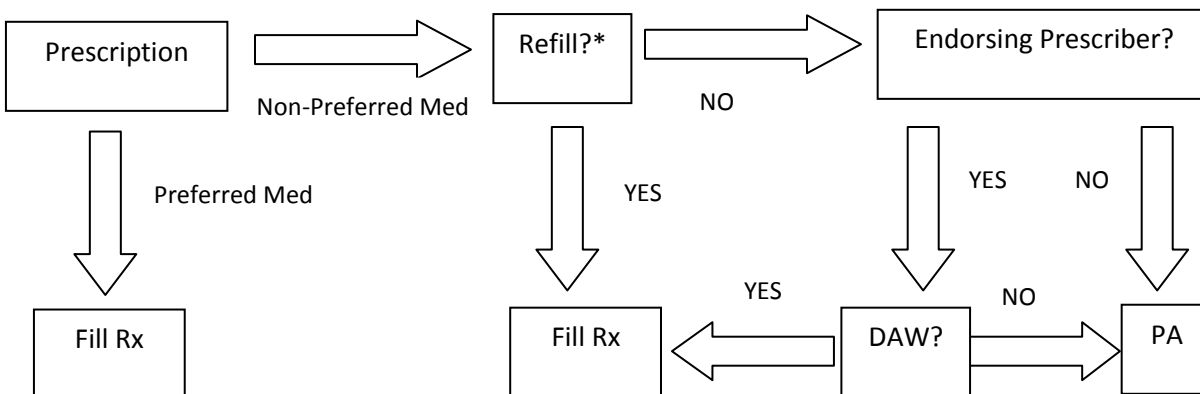 Prescription
Refill?*
Endorsing Prescriber?
Non-Preferred Med
NO
Preferred Med
YES
YES
NO
YES
NO
Fill Rx
Fill Rx
DAW?
PA